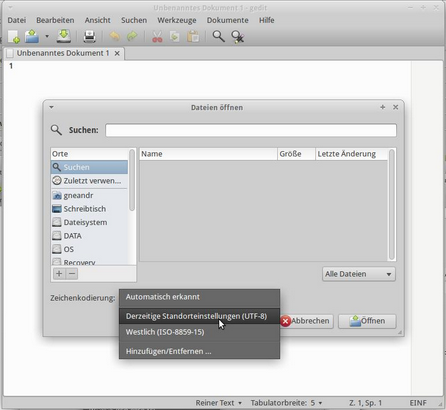 Unbenanntes Dokument 1 - gedit
Datei Bearbeiten Ansicht Suchen Werkzeuge Dokumente Hilfe
Unbenanntes Dokument 1
1
Dateien öffnen
Suchen:
Orte
Name Größe Letzte Änderung
Suchen
Zuletzt verwen...
gneandr
Schreibtisch
Dateisystem
DATA
OS
Recovery
Alle Dateien
Zeichenkodierung:
Automatisch erkannt
Derzeitige Standorteinstellungen (UTF-8)
Westlich (ISO-8859-15)
Hinzufügen/Entfernen ...
Abbrechen Öffnen
Reiner Text Tabulatorbreite: 5 Z. 1, Sp. 1 EINF